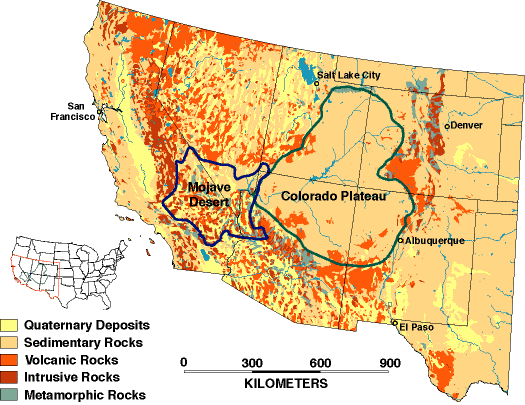 Salt Lake City
San
Francisco
Denver
Mojave
Desert
Colorado Plateau
Albuquerque
El Paso
Quaternary Deposits
Sedimentary Rocks
Volcanic Rocks
Intrusive Rocks
Metamorphic Rocks
0 300 600 900
KILOMETERS